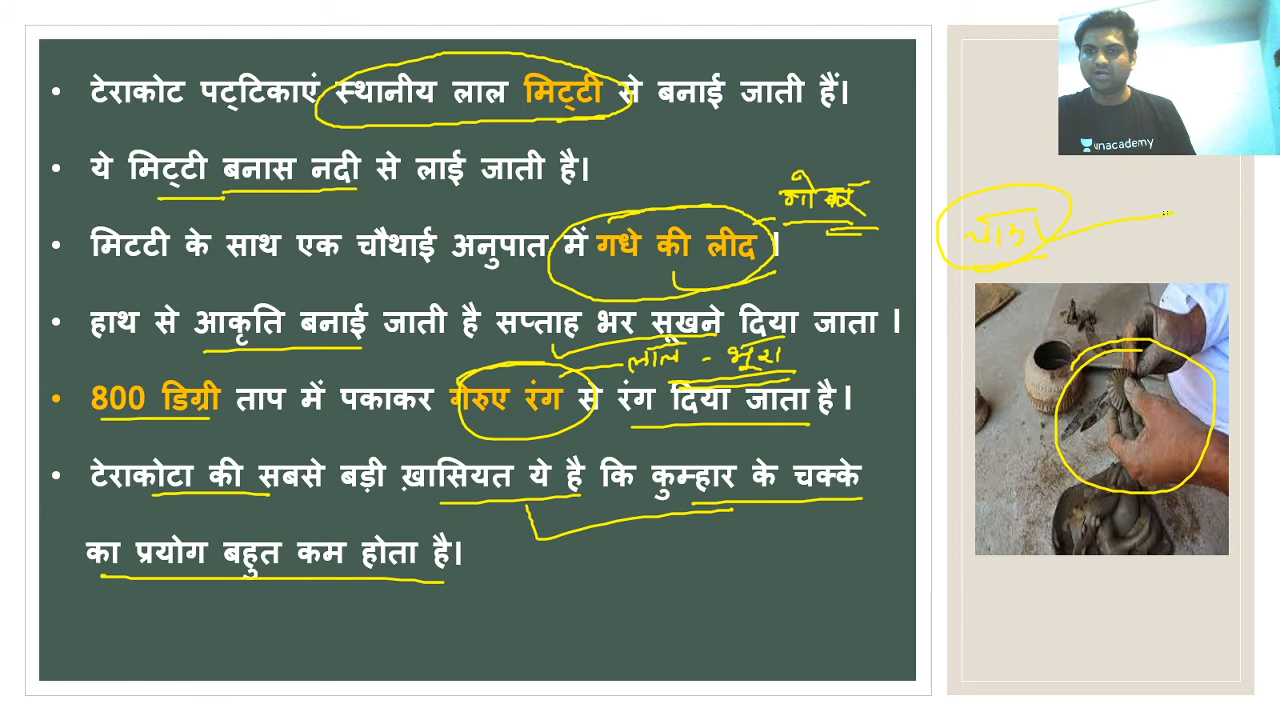 टेराकोट पट्टिकाएं स्थानीय लाल मिट्टी से बनाई जाती हैं।
ये मिट्टी बनास नदी से लाई जाती है।
गोबर
मिटटी के साथ एक चौथाई अनुपात में गधे की लीद ।
हाथ से आकृति बनाई जाती है सप्ताह भर सूखने दिया जाता ।
लाल - भूरा
800 डिग्री ताप में पकाकर गेरुए रंग से रंग दिया जाता है।
टेराकोटा की सबसे बड़ी ख़ासियत ये है कि कुम्हार के चक्के
का प्रयोग बहुत कम होता है।
unacademy
चाक